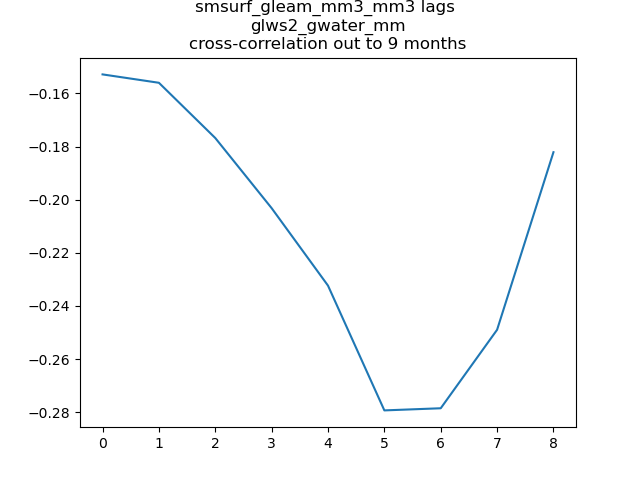 smsurf_gleam_mm3_mm3 lags
glws2_gwater_mm
cross-correlation out to 9 months
−0.16
−0.18
−0.20
−0.22
−0.24
−0.26
−0.28
0 1 2 3 4 5 6 7 8